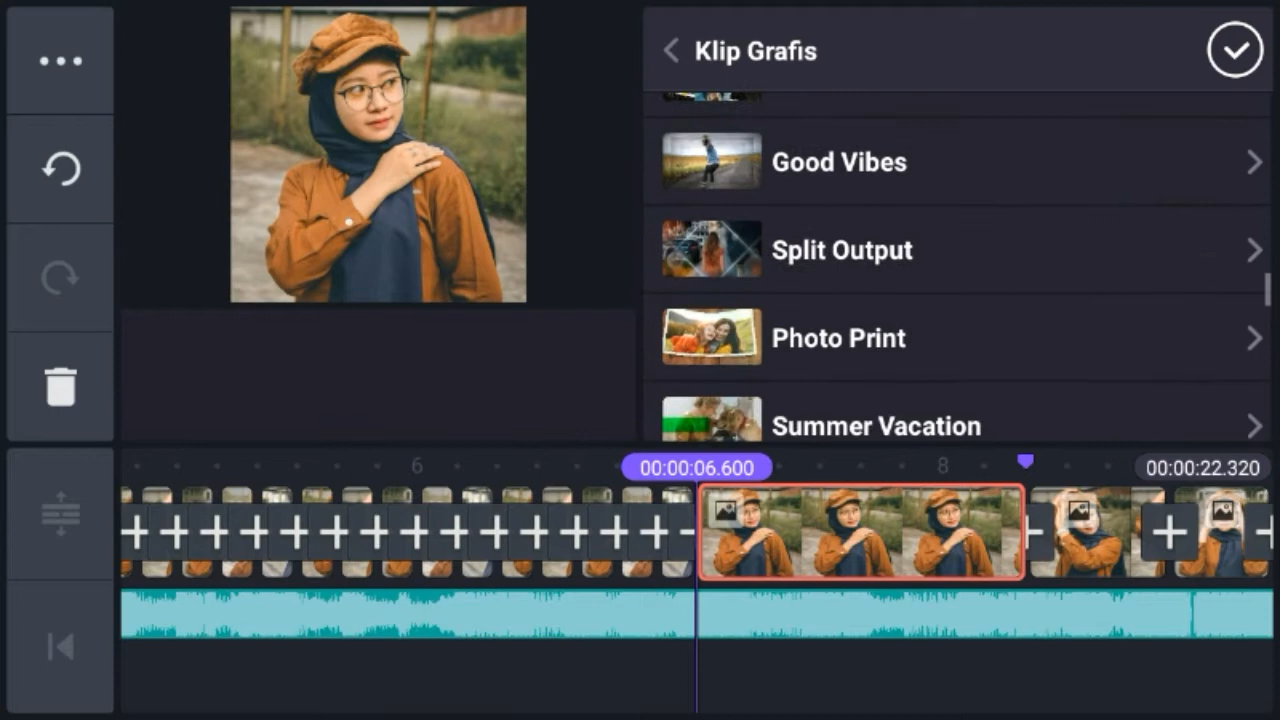 Klip Grafis
Good Vibes
Split Output
Photo Print
Summer Vacation
6
00:00:06.600
8
00:00:22.320